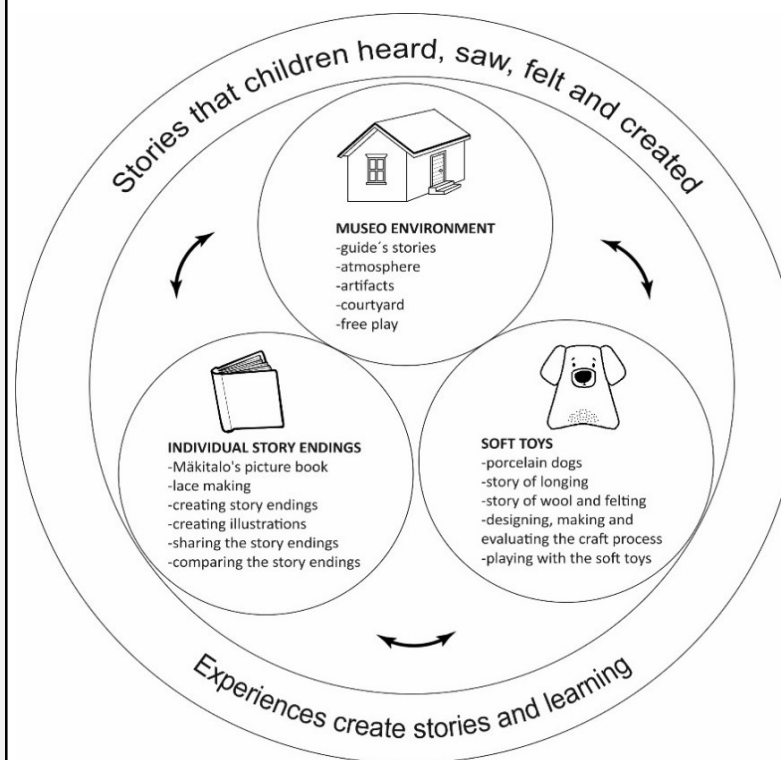 Stories that children heard, saw, felt and created
MUSEO ENVIRONMENT
-guide´s stories
-atmosphere
-artifacts
-courtyard
-free play
INDIVIDUAL STORY ENDINGS
-Mäkitalo's picture book
-lace making
-creating story endings
-creating illustrations
-sharing the story endings
-comparing the story endings
SOFT TOYS
-porcelain dogs
-story of longing
-story of wool and felting
-designing, making and
evaluating the craft process
-playing with the soft toys
Experiences create stories and learning